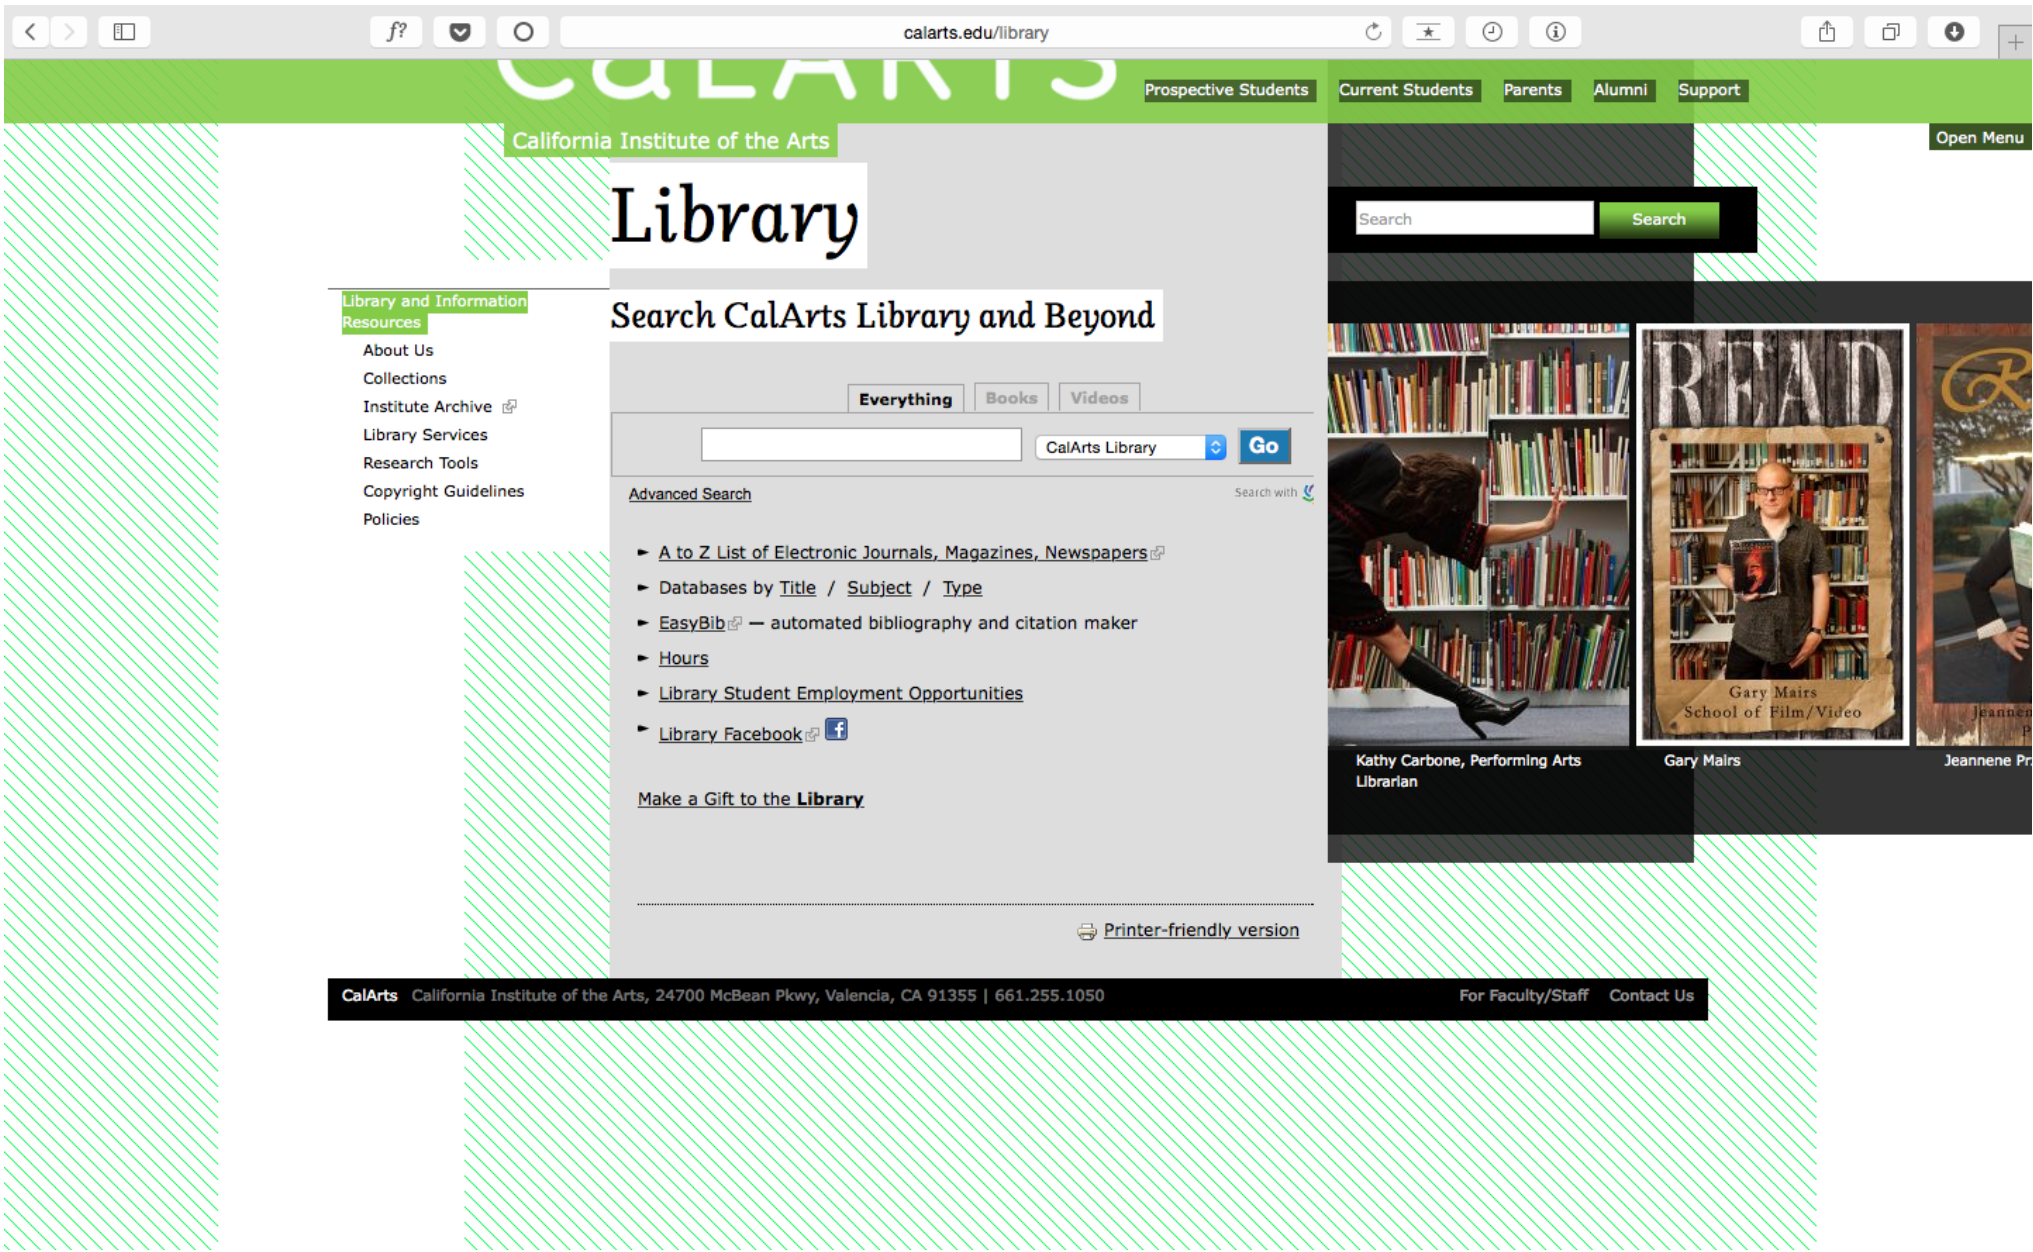 f?
calarts.edu/library
CalARTS
Prospective Students
Current Students
Parents
Alumni
Support
California Institute of the Arts
Open Menu
Library
Search
Search
Library and Information
Resources
About Us
Collections
Institute Archive
Library Services
Research Tools
Copyright Guidelines
Policies
Search CalArts Library and Beyond
Everything
Books
Videos
CalArts Library
Go
Advanced Search
Search with
A to Z List of Electronic Journals, Magazines, Newspapers
Databases by Title / Subject / Type
EasyBib — automated bibliography and citation maker
Hours
Library Student Employment Opportunities
Library Facebook
Make a Gift to the Library
Printer-friendly version
READ
Gary Mairs
School of Film/Video
Kathy Carbone, Performing Arts
Librarian
Gary Mairs
Jeannene
CalArts California Institute of the Arts, 24700 McBean Pkwy, Valencia, CA 91355 | 661.255.1050
For Faculty/Staff
Contact Us